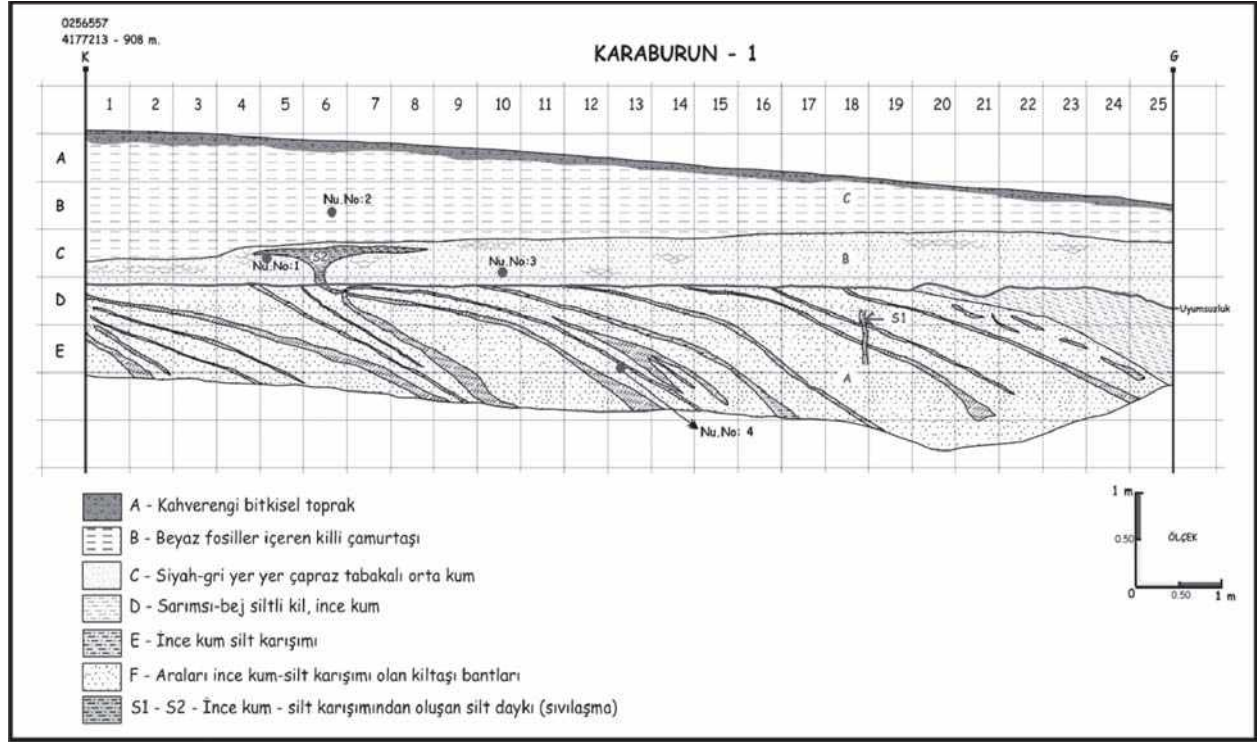 0256557
4177213 - 908 m.
K
KARABURUN - 1
G
1 2 3 4 5 6 7 8 9 10 11 12 13 14 15 16 17 18 19 20 21 22 23 24 25
A
B
C
D
E
Nu.No:2
C
S2
Nu.No:1
Nu.No:3
B
S1
Uyumsuzluk
A
Nu.No: 4
A - Kahverengi bitkisel toprak
B - Beyaz fosiller içeren killi çamurtaşı
C - Siyah-gri yer yer çapraz tabakalı orta kum
D - Sarımsı-bej siltli kil, ince kum
E - İnce kum silt karışımı
F - Araları ince kum-silt karışımı olan kiltaşı bantları
S1 - S2 - İnce kum - silt karışımından oluşan silt daykı (sıvılaşma)
1 m
0.50
ÖLÇEK
0 0.50 1 m